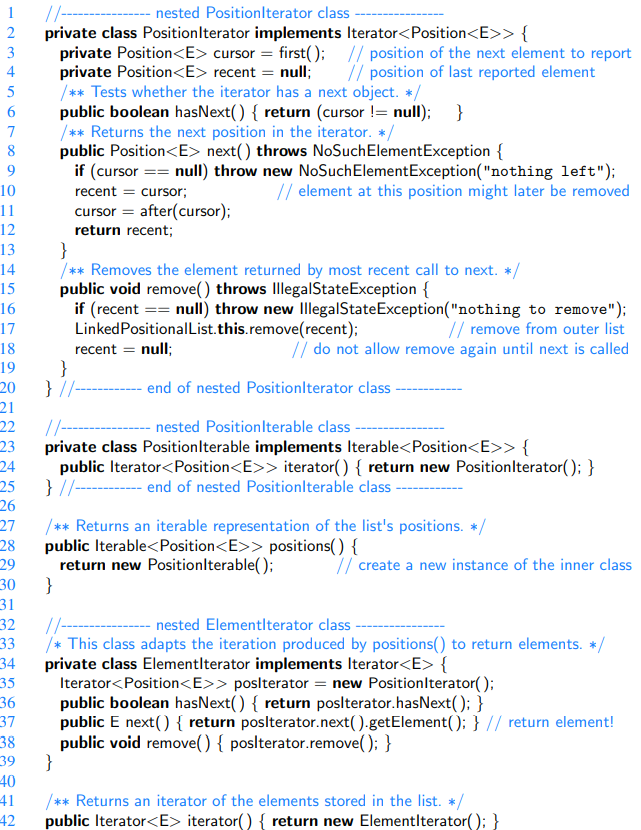 1 //---------------- nested PositionIterator class ----------------
2 private class PositionIterator implements Iterator<Position<E>> {
3 private Position<E> cursor = first( ); // position of the next element to report
4 private Position<E> recent = null; // position of last reported element
5 /** Tests whether the iterator has a next object. */
6 public boolean hasNext( ) { return (cursor != null); }
7 /** Returns the next position in the iterator. */
8 public Position<E> next( ) throws NoSuchElementException {
9 if (cursor == null) throw new NoSuchElementException("nothing left");
10 recent = cursor; // element at this position might later be removed
11 cursor = after(cursor);
12 return recent;
13 }
14 /** Removes the element returned by most recent call to next. */
15 public void remove( ) throws IllegalStateException {
16 if (recent == null) throw new IllegalStateException("nothing to remove");
17 LinkedPositionalList.this.remove(recent); // remove from outer list
18 recent = null; // do not allow remove again until next is called
19 }
20 } //------------ end of nested PositionIterator class ------------
21
22 //---------------- nested PositionIterable class ----------------
23 private class PositionIterable implements Iterable<Position<E>> {
24 public Iterator<Position<E>> iterator( ) { return new PositionIterator( ); }
25 } //------------ end of nested PositionIterable class ------------
26
27 /** Returns an iterable representation of the list's positions. */
28 public Iterable<Position<E>> positions( ) {
29 return new PositionIterable( ); // create a new instance of the inner class
30 }
31
32 //---------------- nested ElementIterator class ----------------
33 /* This class adapts the iteration produced by positions() to return elements. */
34 private class ElementIterator implements Iterator<E> {
35 Iterator<Position<E>> posIterator = new PositionIterator( );
36 public boolean hasNext( ) { return posIterator.hasNext( ); }
37 public E next( ) { return posIterator.next( ).getElement( ); } // return element!
38 public void remove( ) { posIterator.remove( ); }
39 }
40
41 /** Returns an iterator of the elements stored in the list. */
42 public Iterator<E> iterator( ) { return new ElementIterator( ); }